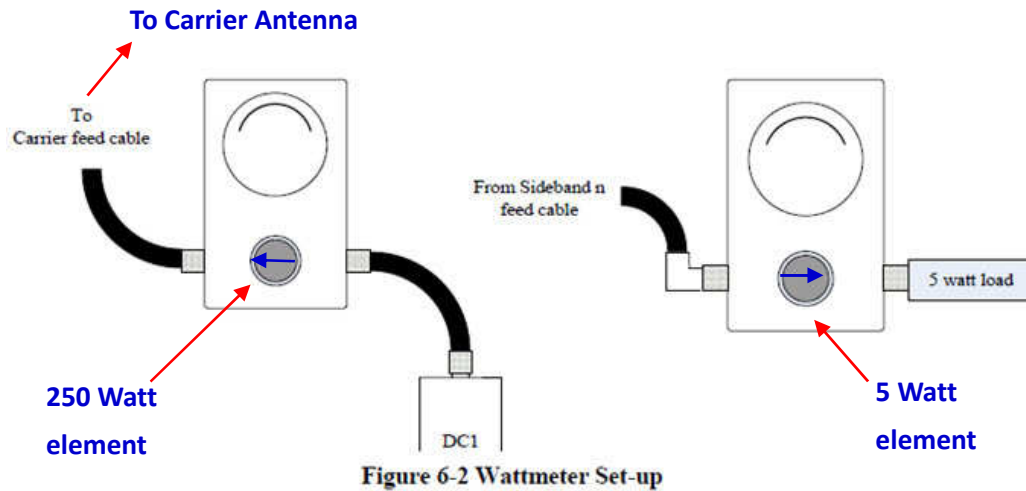 To Carrier Antenna
To
Carrier feed cable
From Sideband n
feed cable
5 watt load
250 Watt
element
DC1
5 Watt
element
Figure 6-2 Wattmeter Set-up